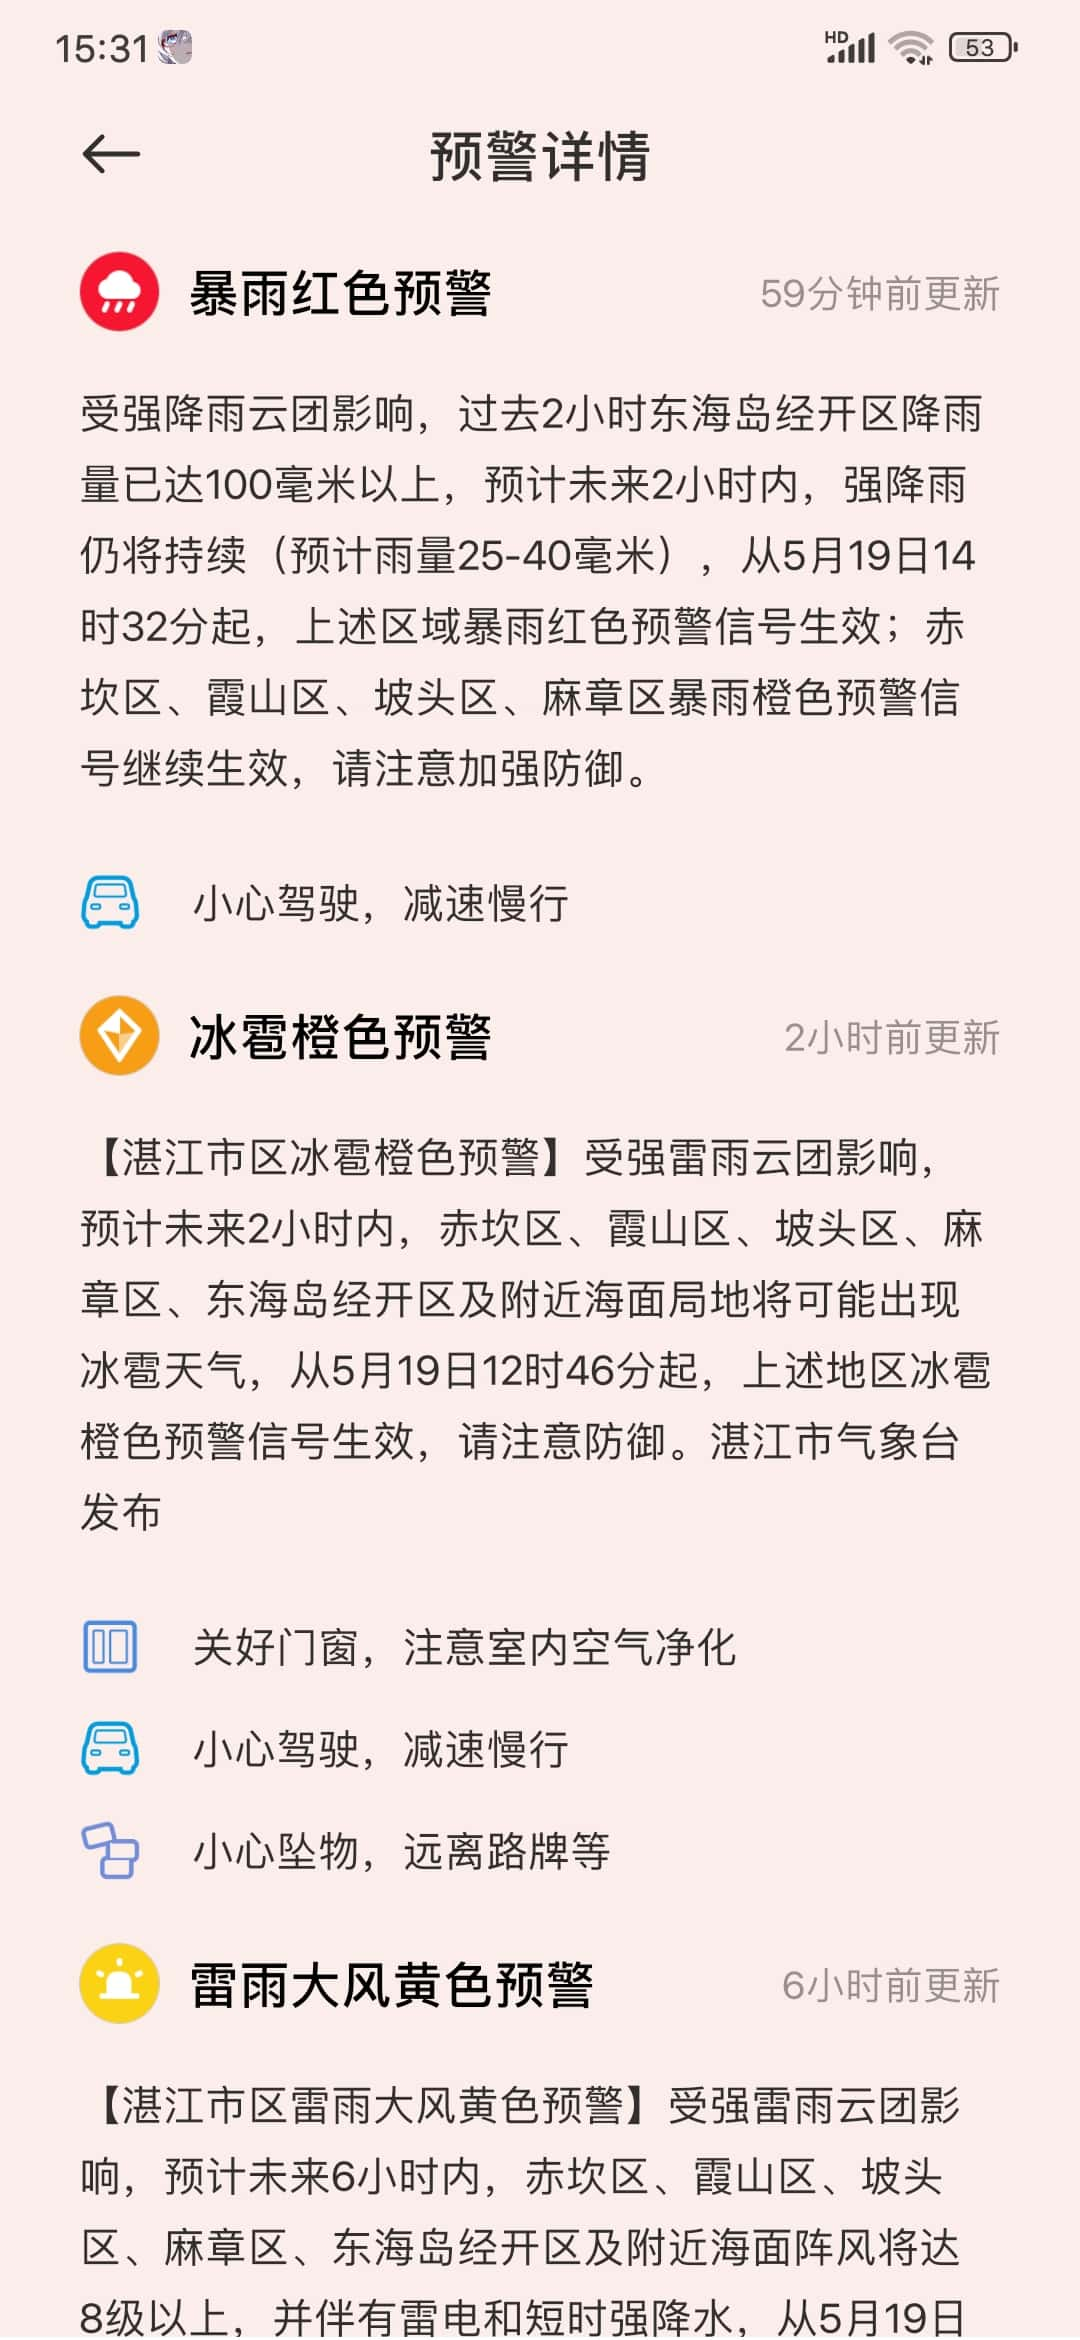 15:31
HD
53
预警详情
暴雨红色预警
59分钟前更新
受强降雨云团影响，过去2小时东海岛经开区降雨
量已达100毫米以上，预计未来2小时内，强降雨
仍将持续（预计雨量25-40毫米），从5月19日14
时32分起，上述区域暴雨红色预警信号生效；赤
坎区、霞山区、坡头区、麻章区暴雨橙色预警信
号继续生效，请注意加强防御。
小心驾驶，减速慢行
冰雹橙色预警
2小时前更新
【湛江市区冰雹橙色预警】受强雷雨云团影响，
预计未来2小时内，赤坎区、霞山区、坡头区、麻
章区、东海岛经开区及附近海面局地将可能出现
冰雹天气，从5月19日12时46分起，上述地区冰雹
橙色预警信号生效，请注意防御。湛江市气象台
发布
关好门窗，注意室内空气净化
小心驾驶，减速慢行
小心坠物，远离路牌等
雷雨大风黄色预警
6小时前更新
【湛江市区雷雨大风黄色预警】受强雷雨云团影
响，预计未来6小时内，赤坎区、霞山区、坡头
区、麻章区、东海岛经开区及附近海面阵风将达
8级以上，并伴有雷电和短时强降水，从5月19日